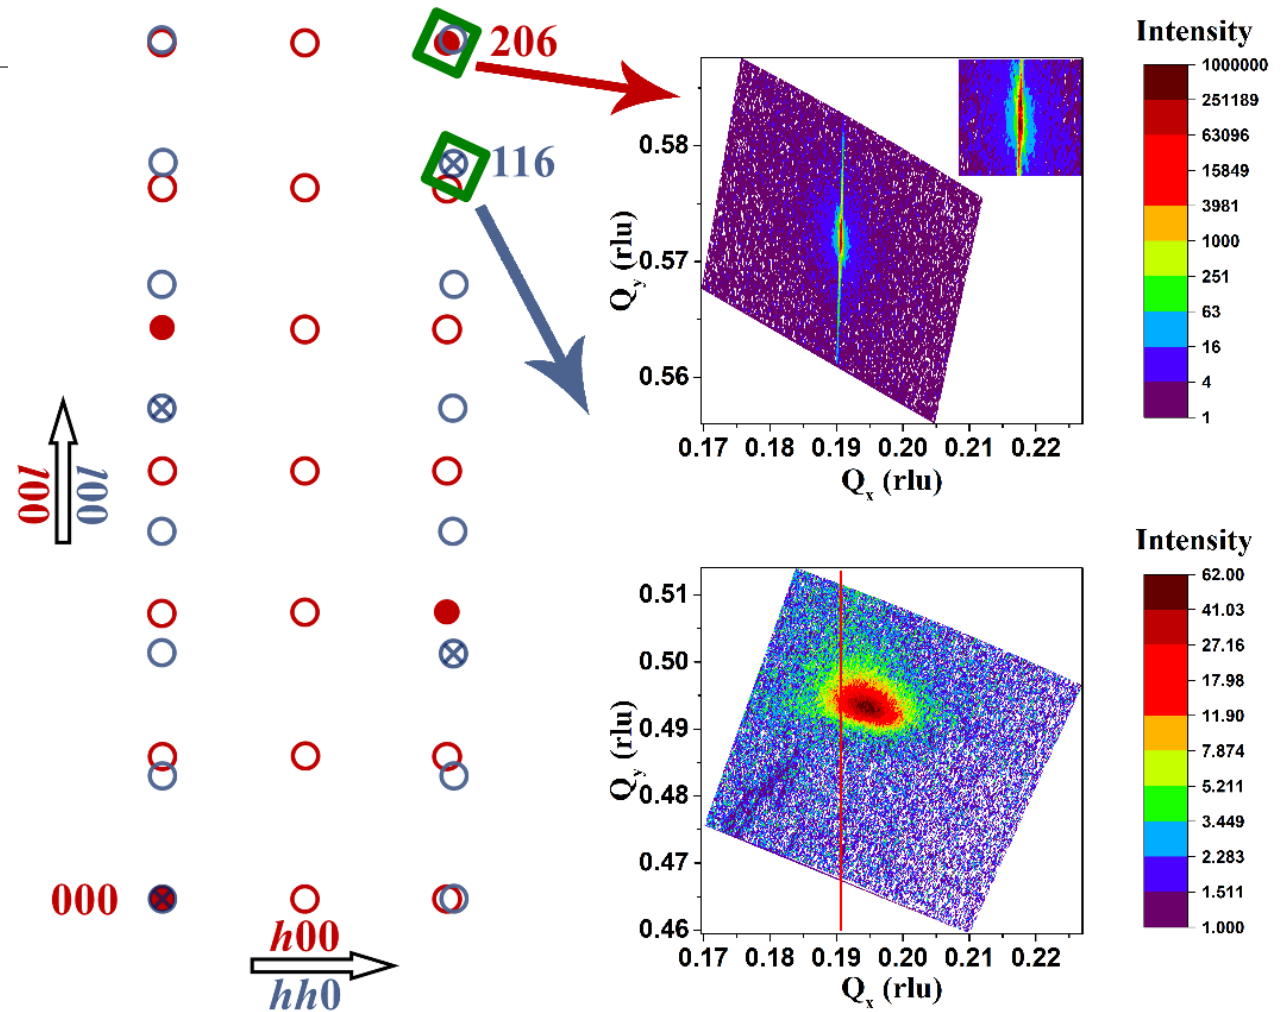 206
116
l00
l00
000
h00
hh0
Intensity
1000000
251189
63096
15849
3981
1000
251
63
16
4
1
0.58
0.57
0.56
Qy (rlu)
0.17 0.18 0.19 0.20 0.21 0.22
Qx (rlu)
Intensity
62.00
41.03
27.16
17.98
11.90
7.874
5.211
3.449
2.283
1.511
1.000
0.51
0.50
0.49
0.48
0.47
0.46
Qy (rlu)
0.17 0.18 0.19 0.20 0.21 0.22
Qx (rlu)